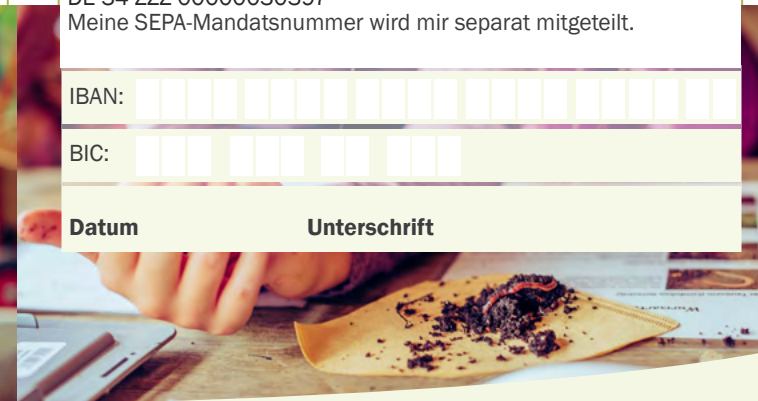 Meine SEPA-Mandatsnummer wird mir separat mitgeteilt.
IBAN:
BIC:
Datum Unterschrift